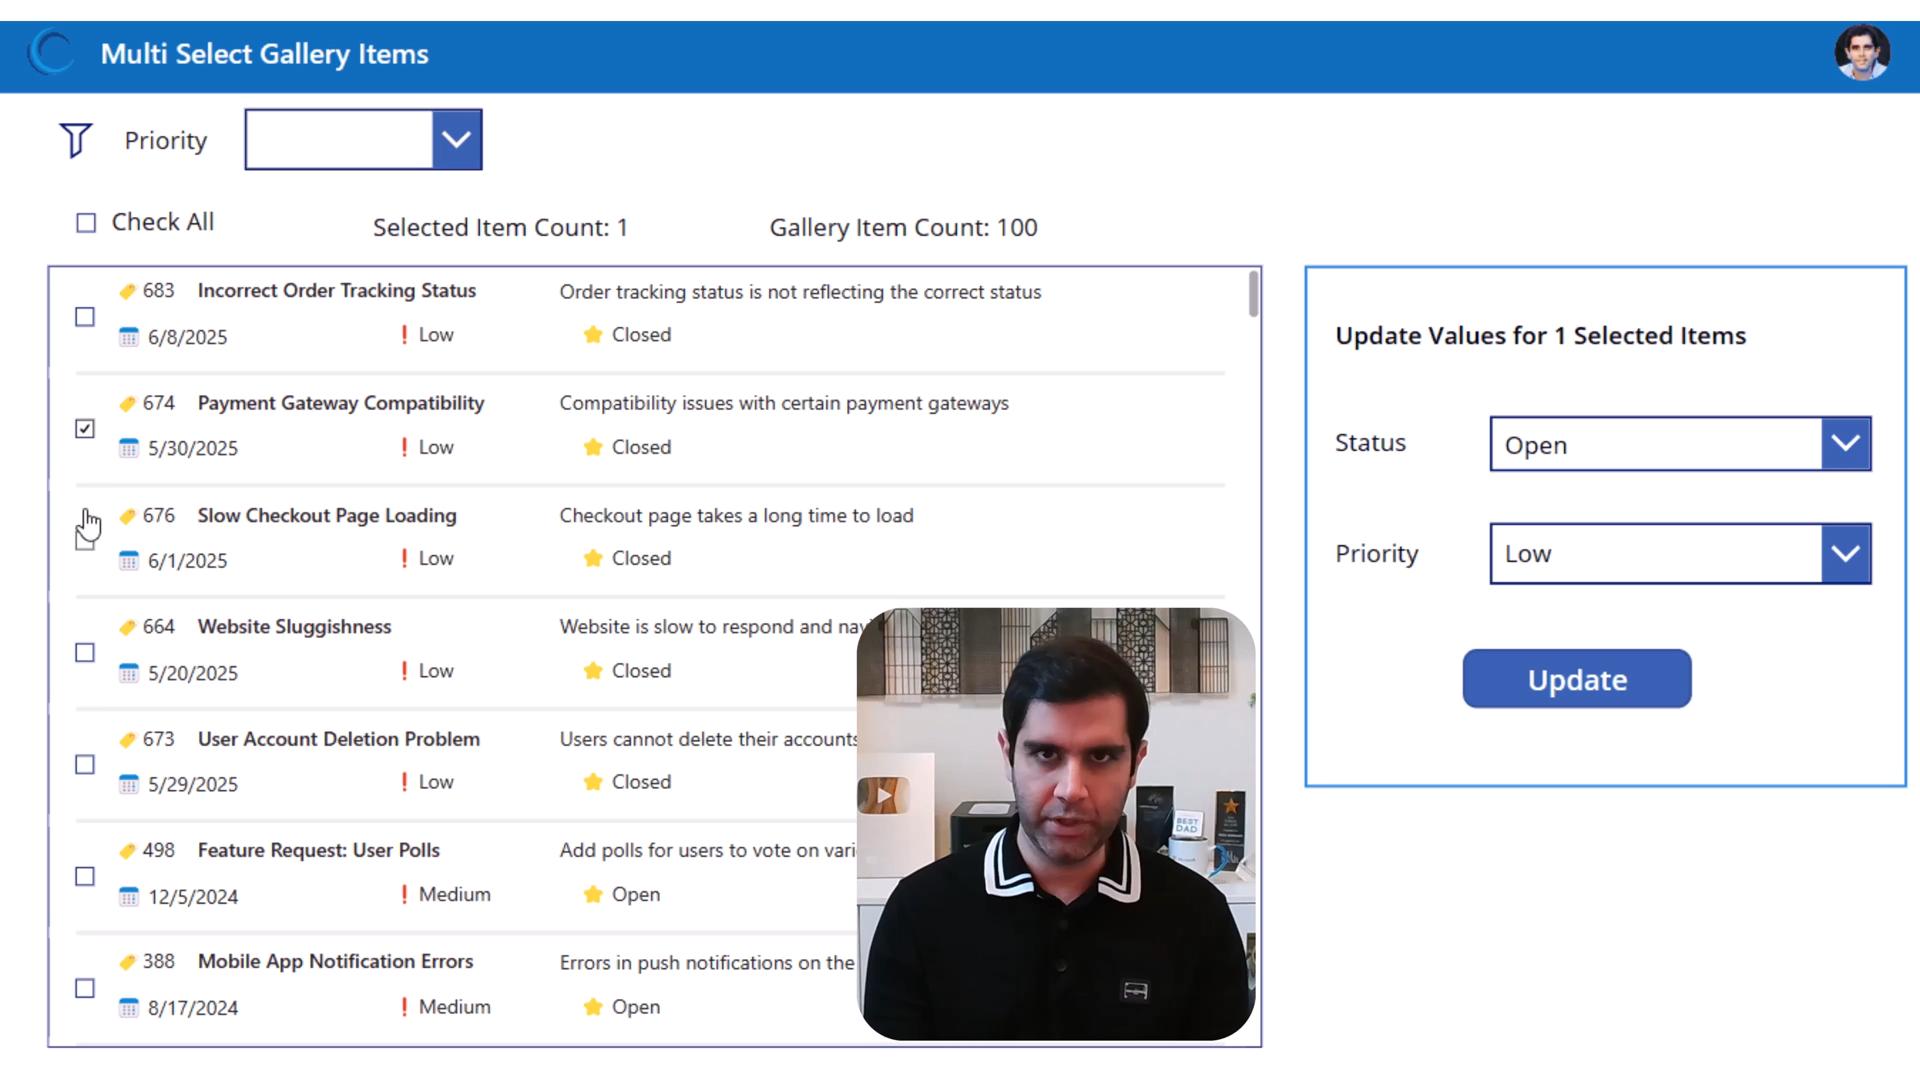 Multi Select Gallery Items
Priority
Check All
Selected Item Count: 1
Gallery Item Count: 100
683 Incorrect Order Tracking Status
Order tracking status is not reflecting the correct status
6/8/2025
Low
Closed
674 Payment Gateway Compatibility
Compatibility issues with certain payment gateways
5/30/2025
Low
Closed
676 Slow Checkout Page Loading
Checkout page takes a long time to load
6/1/2025
Low
Closed
664 Website Sluggishness
Website is slow to respond and nav
5/20/2025
Low
Closed
673 User Account Deletion Problem
Users cannot delete their accounts
5/29/2025
Low
Closed
498 Feature Request: User Polls
Add polls for users to vote on vari
12/5/2024
Medium
Open
388 Mobile App Notification Errors
Errors in push notifications on the
8/17/2024
Medium
Open
Update Values for 1 Selected Items
Status
Open
Priority
Low
Update
BEST
DAD